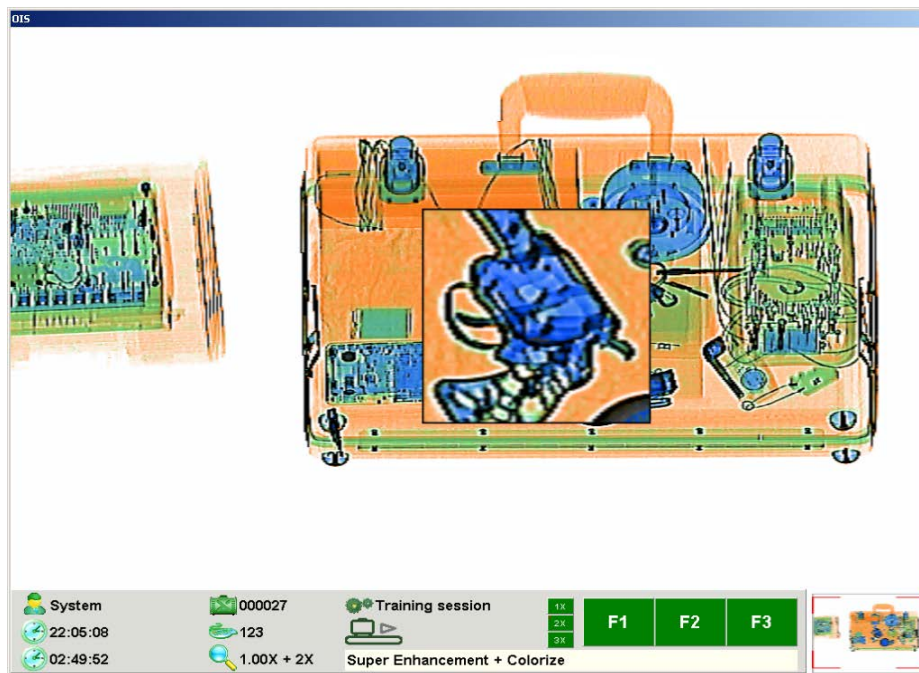 OIS
System
000027
Training session
1X
2X
3X
F1
F2
F3
22:05:08
123
02:49:52
1.00X + 2X
Super Enhancement + Colorize